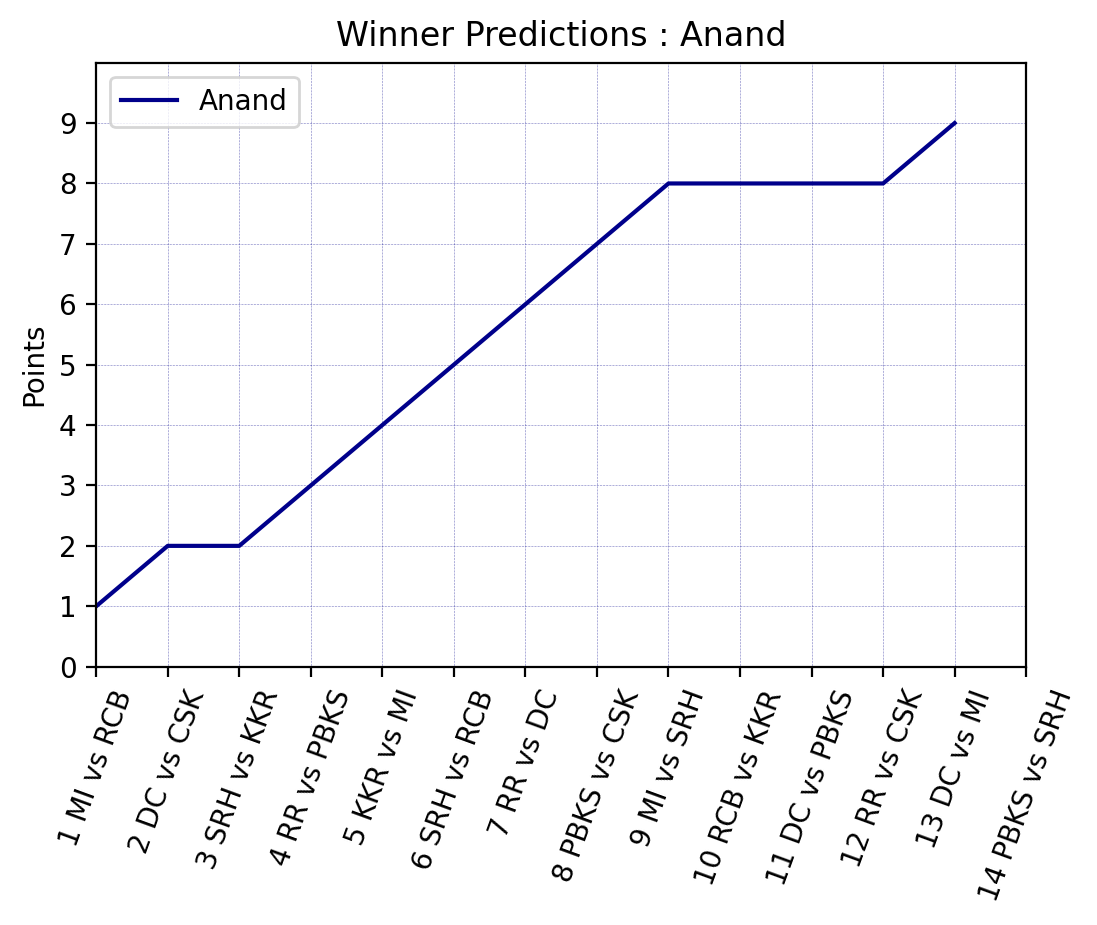 Winner Predictions : Anand
Anand
Points
9
8
7
6
5
4
3
2
1
0
1 MI vs RCB
2 DC vs CSK
3 SRH vs KKR
4 RR vs PBKS
5 KKR vs MI
6 SRH vs RCB
7 RR vs DC
8 PBKS vs CSK
9 MI vs SRH
10 RCB vs KKR
11 DC vs PBKS
12 RR vs CSK
13 DC vs MI
14 PBKS vs SRH